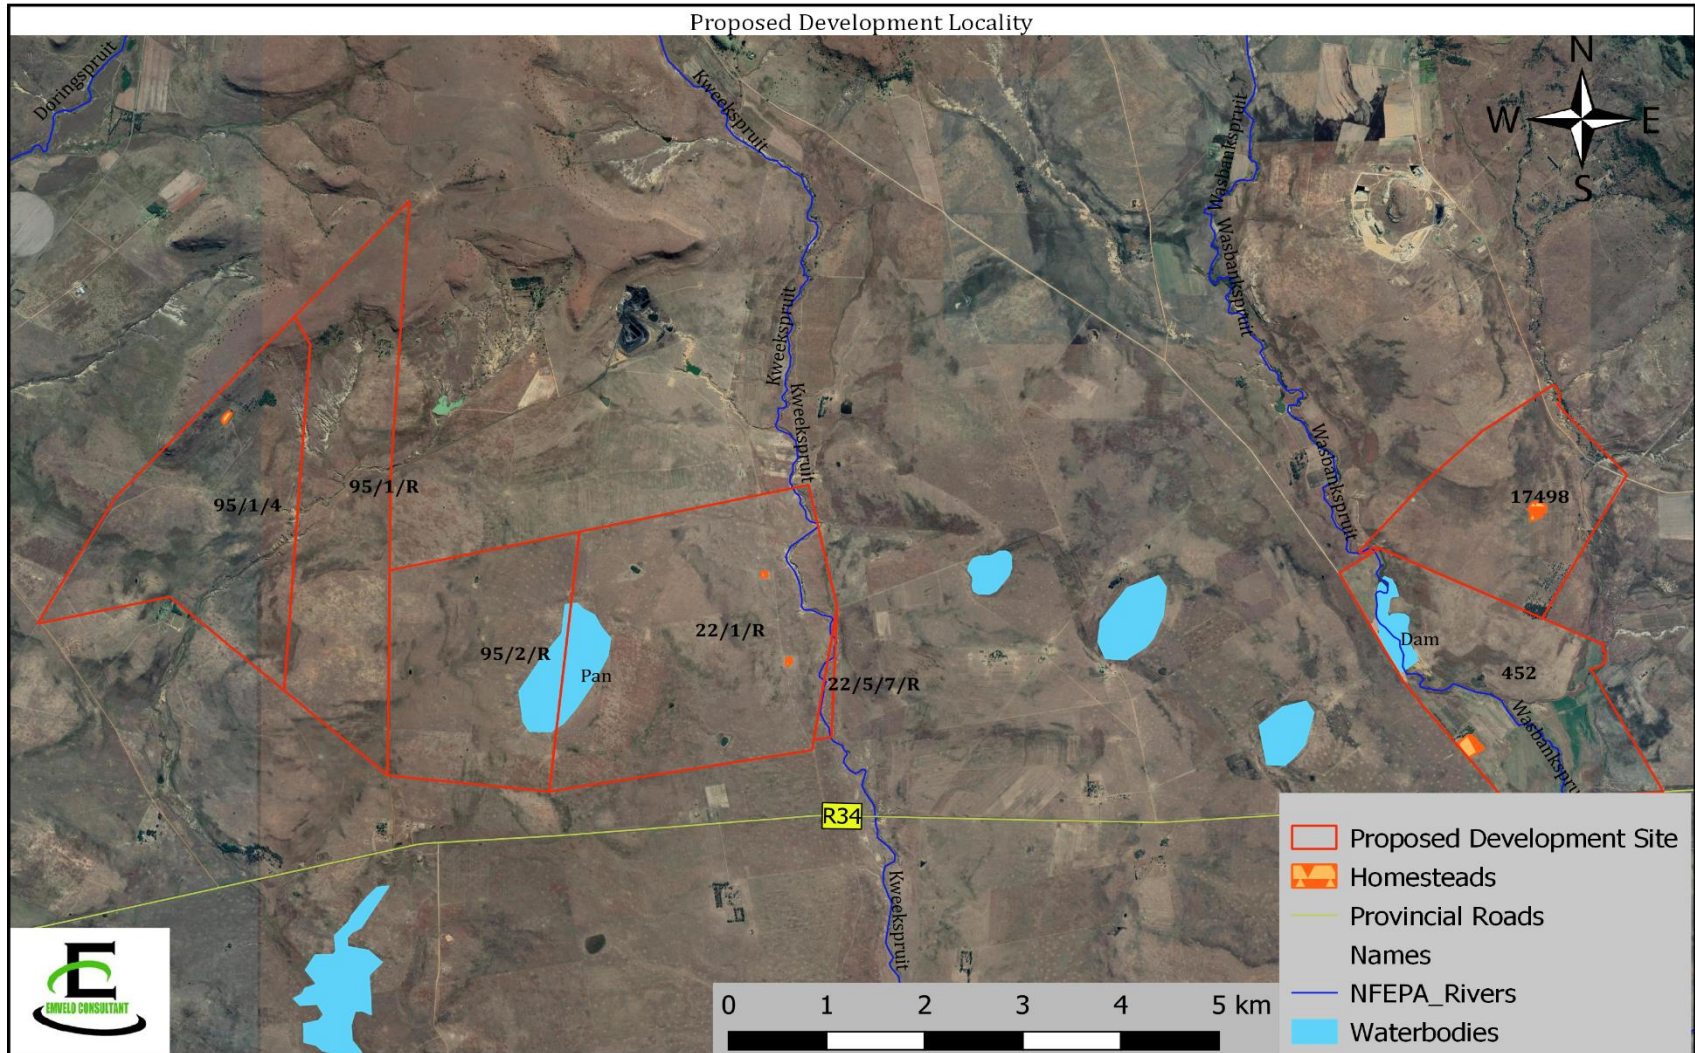 Proposed Development Locality
Doringspruit
Kweekspruit
Wasbankspruit
N
W
E
S
Wasbankspruit
Wasbankspruit
Kweekspruit
Kweekspruit
Wasbankspruit
95/1/R
95/1/4
17498
22/1/R
95/2/R
Pan
Dam
22/5/7/R
452
Wasbankspru
R34
Kweekspruit
Proposed Development Site
Homesteads
Provincial Roads
Names
NFEPA_Rivers
Waterbodies
0 1 2 3 4 5 km
E
EMVELO CONSULTANT